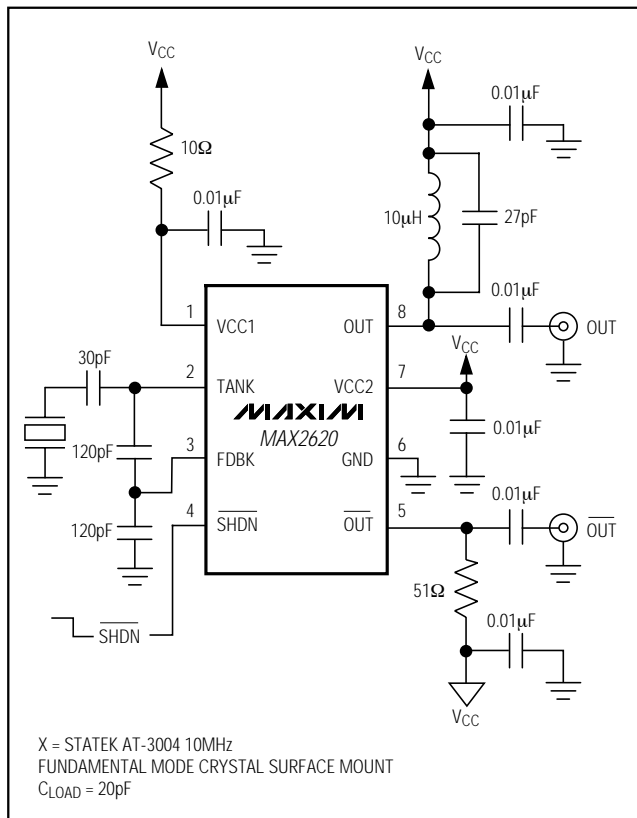 VCC
VCC
0.01μF
10Ω
0.01μF
10μH
27pF
0.01μF
1
VCC1
OUT
8
OUT
VCC
30pF
2
TANK
VCC2
7
MAXIM
MAX2620
0.01μF
120pF
3
FDBK
GND
6
0.01μF
120pF
4
SHDN
OUT
5
OUT
51Ω
0.01μF
SHDN
VCC
X = STATEK AT-3004 10MHz
FUNDAMENTAL MODE CRYSTAL SURFACE MOUNT
CLOAD = 20pF